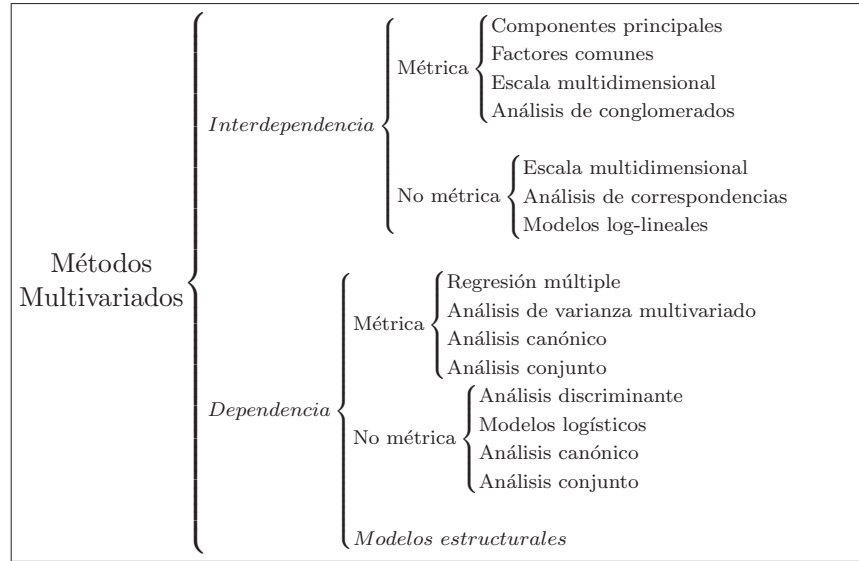 Métodos
Multivariados
Interdependencia
Métrica
Componentes principales
Factores comunes
Escala multidimensional
Análisis de conglomerados
No métrica
Escala multidimensional
Análisis de correspondencias
Modelos log-lineales
Dependencia
Métrica
Regresión múltiple
Análisis de varianza multivariado
Análisis canónico
Análisis conjunto
No métrica
Análisis discriminante
Modelos logísticos
Análisis canónico
Análisis conjunto
Modelos estructurales